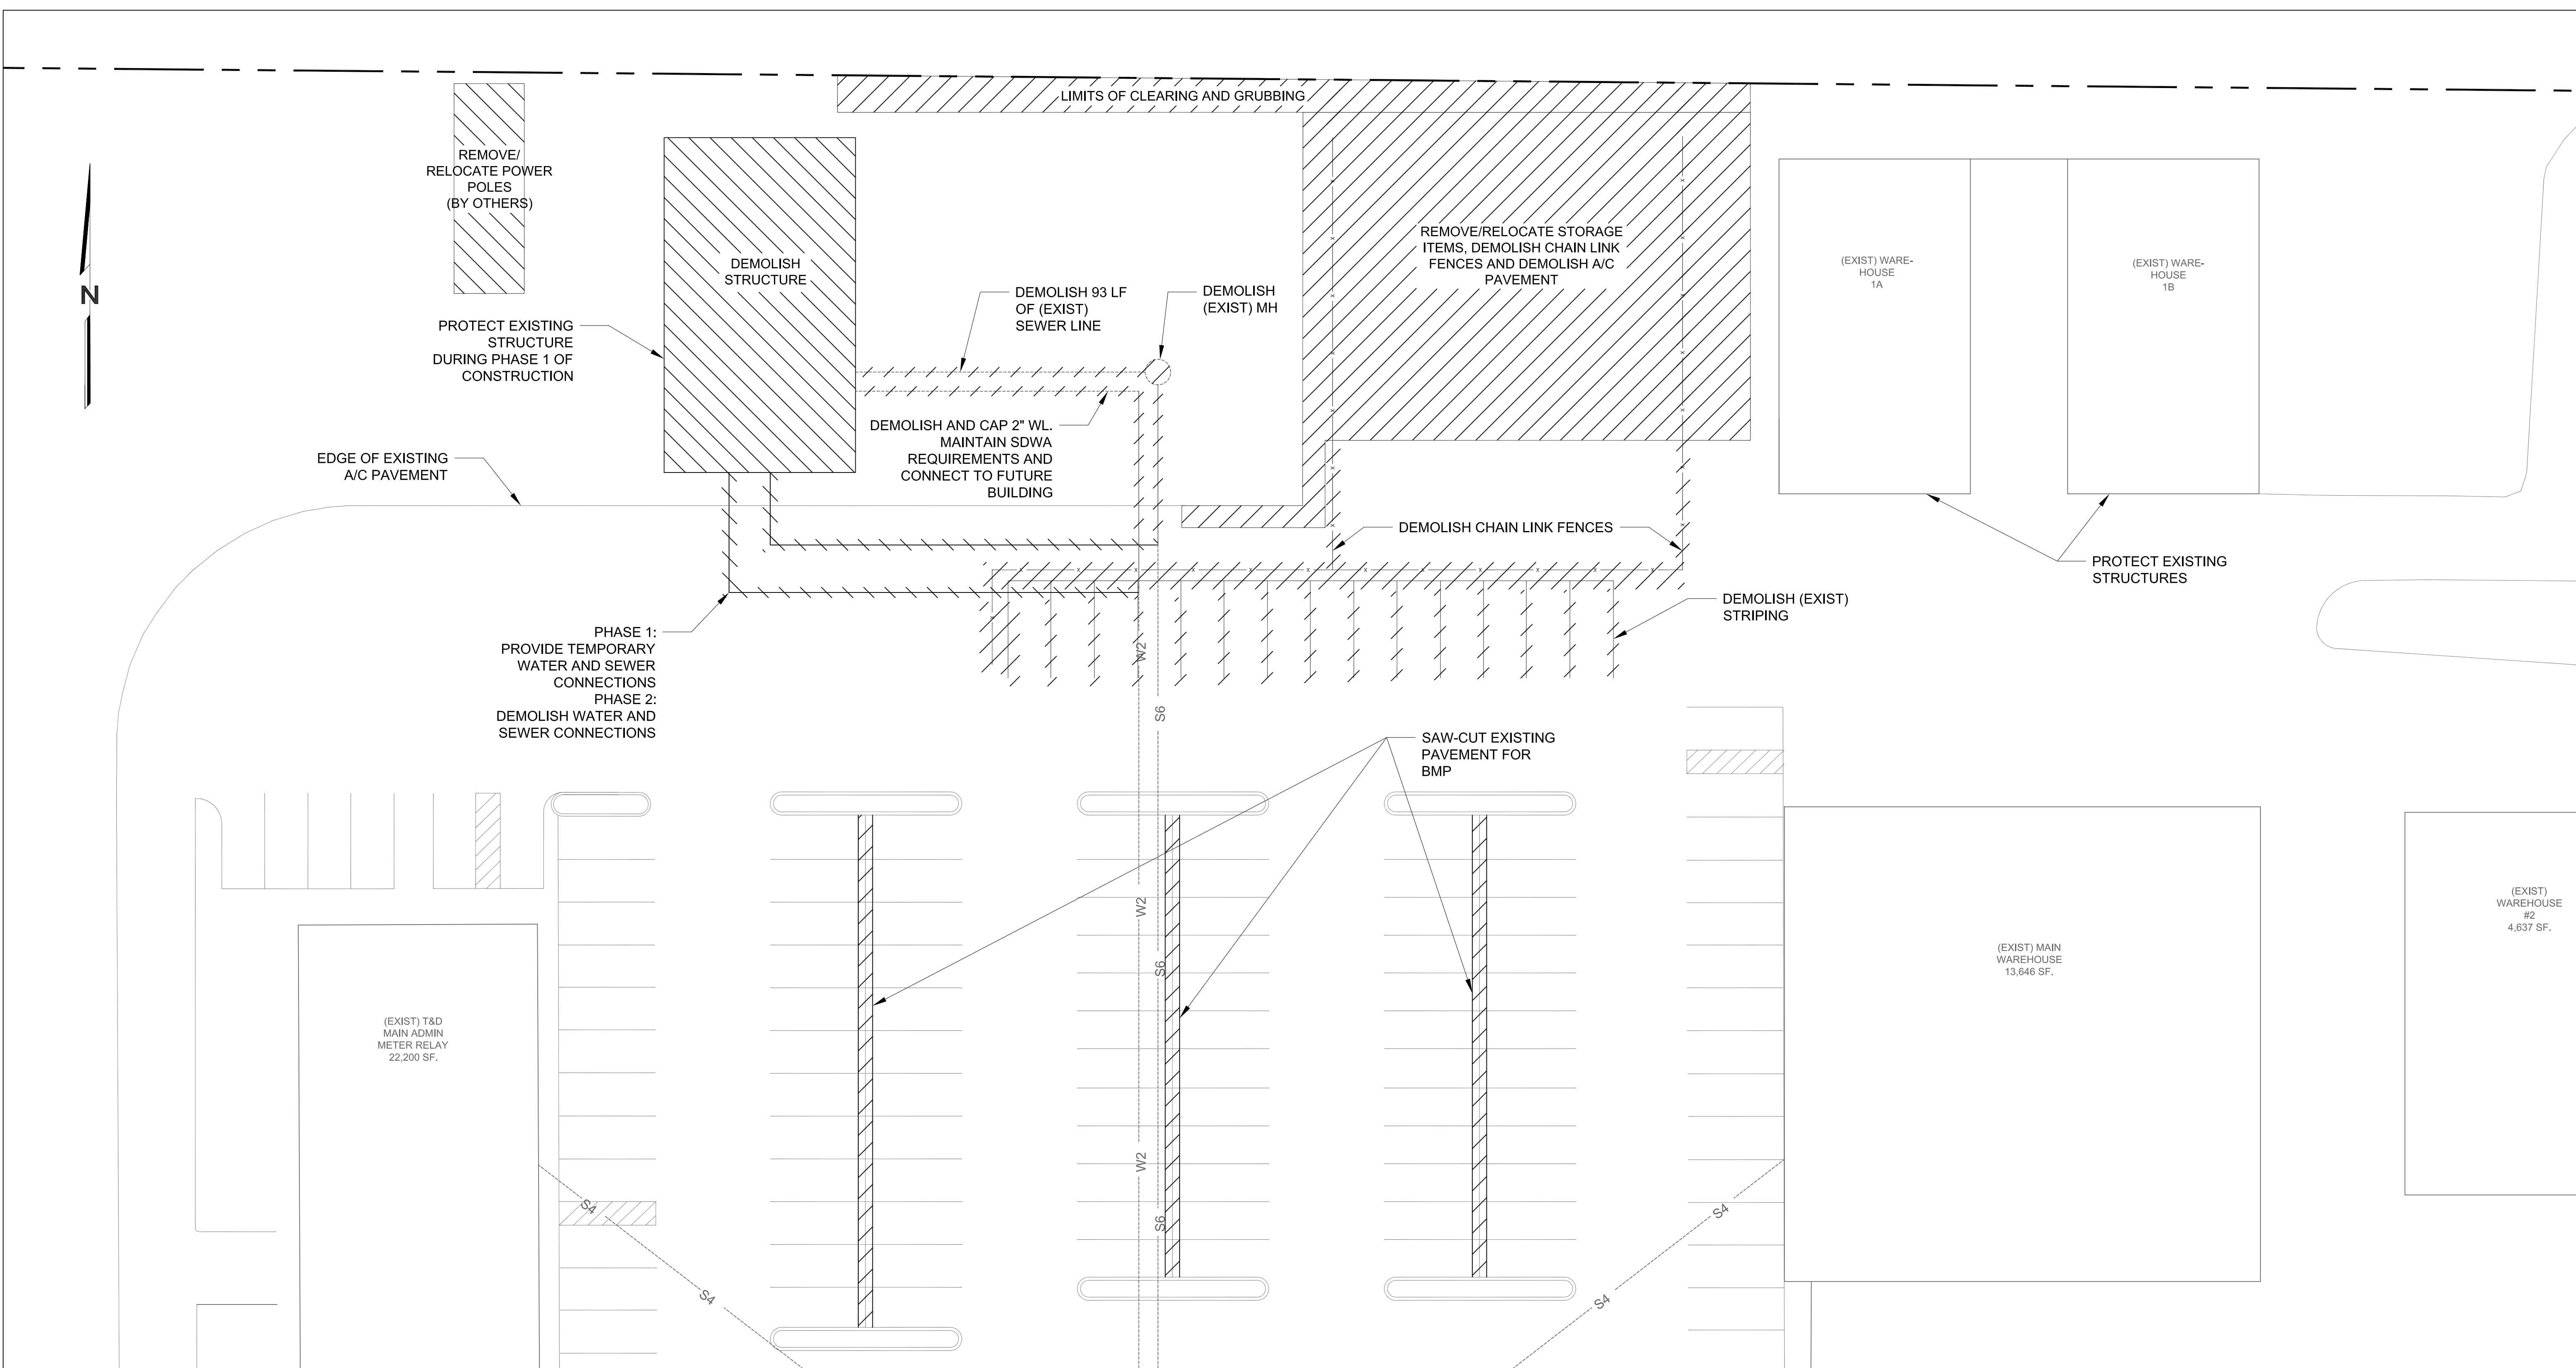 LIMITS OF CLEARING AND GRUBBING
REMOVE/
RELOCATE POWER
POLES
(BY OTHERS)
N
DEMOLISH
STRUCTURE
PROTECT EXISTING
STRUCTURE
DURING PHASE 1 OF
CONSTRUCTION
DEMOLISH 93 LF
OF (EXIST)
SEWER LINE
DEMOLISH
(EXIST) MH
REMOVE/RELOCATE STORAGE
ITEMS, DEMOLISH CHAIN LINK
FENCES AND DEMOLISH A/C
PAVEMENT
(EXIST) WARE-
HOUSE
1A
(EXIST) WARE-
HOUSE
1B
EDGE OF EXISTING
A/C PAVEMENT
DEMOLISH AND CAP 2" WL.
MAINTAIN SDWA
REQUIREMENTS AND
CONNECT TO FUTURE
BUILDING
DEMOLISH CHAIN LINK FENCES
PROTECT EXISTING
STRUCTURES
DEMOLISH (EXIST)
STRIPING
PHASE 1:
PROVIDE TEMPORARY
WATER AND SEWER
CONNECTIONS
PHASE 2:
DEMOLISH WATER AND
SEWER CONNECTIONS
W2
S6
SAW-CUT EXISTING
PAVEMENT FOR
BMP
W2
S6
(EXIST)
WAREHOUSE
#2
4,637 SF.
(EXIST) MAIN
WAREHOUSE
13,646 SF.
(EXIST) T&D
MAIN ADMIN
METER RELAY
22,200 SF.
W2
S6
S4
S4
S4
S4